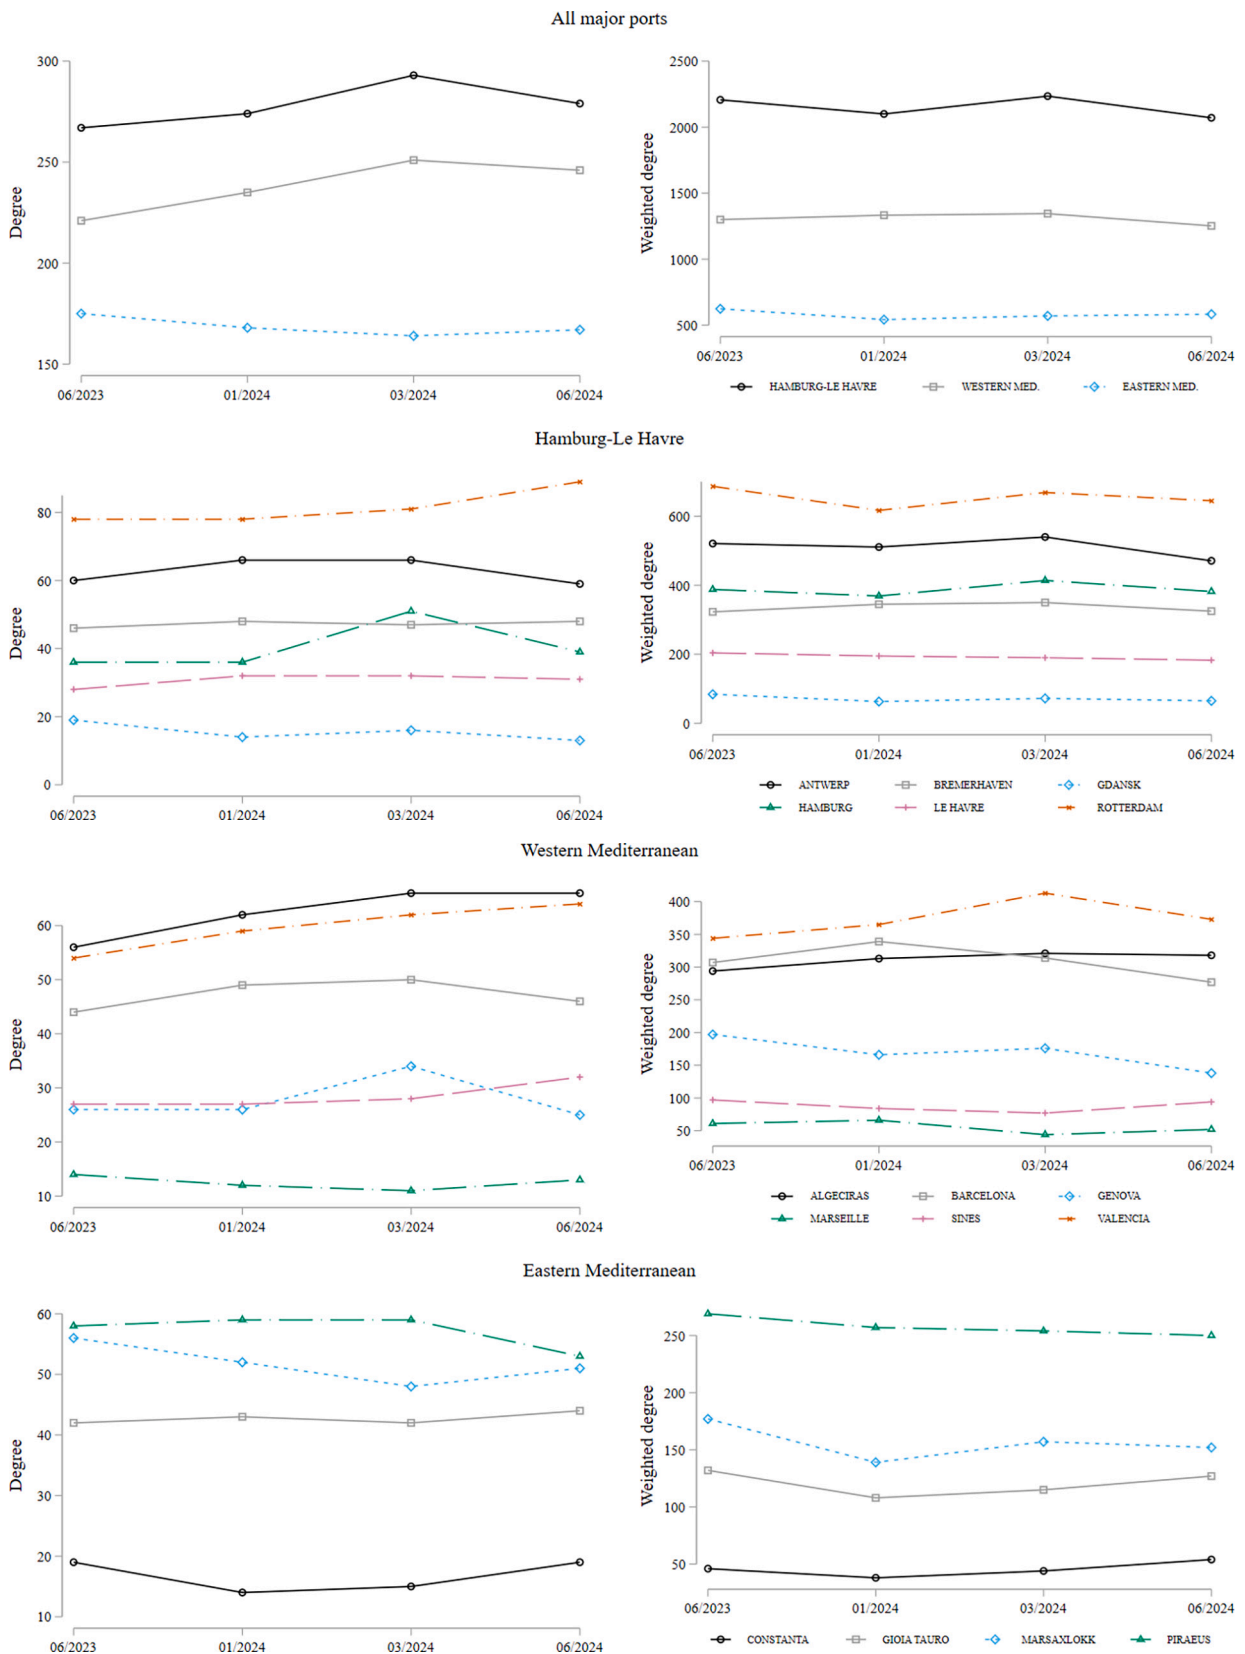 All major ports
300
250
200
150
Degree
06/2023 01/2024 03/2024 06/2024
2500
2000
1500
1000
500
Weighted degree
06/2023 01/2024 03/2024 06/2024
HAMBURG-LE HAVRE WESTERN MED. EASTERN MED.
Hamburg-Le Havre
80
60
40
20
0
Degree
06/2023 01/2024 03/2024 06/2024
600
400
200
0
Weighted degree
06/2023 01/2024 03/2024 06/2024
ANTWERP BREMERHAVEN GDANSK
HAMBURG LE HAVRE ROTTERDAM
Western Mediterranean
60
50
40
30
20
10
Degree
06/2023 01/2024 03/2024 06/2024
400
350
300
250
200
150
100
50
Weighted degree
06/2023 01/2024 03/2024 06/2024
ALGECIRAS BARCELONA GENOVA
MARSEILLE SINES VALENCIA
Eastern Mediterranean
60
50
40
30
20
10
Degree
06/2023 01/2024 03/2024 06/2024
250
200
150
100
50
Weighted degree
06/2023 01/2024 03/2024 06/2024
CONSTANTA GIOIA TAURO MARSAXLOKK PIRAEUS